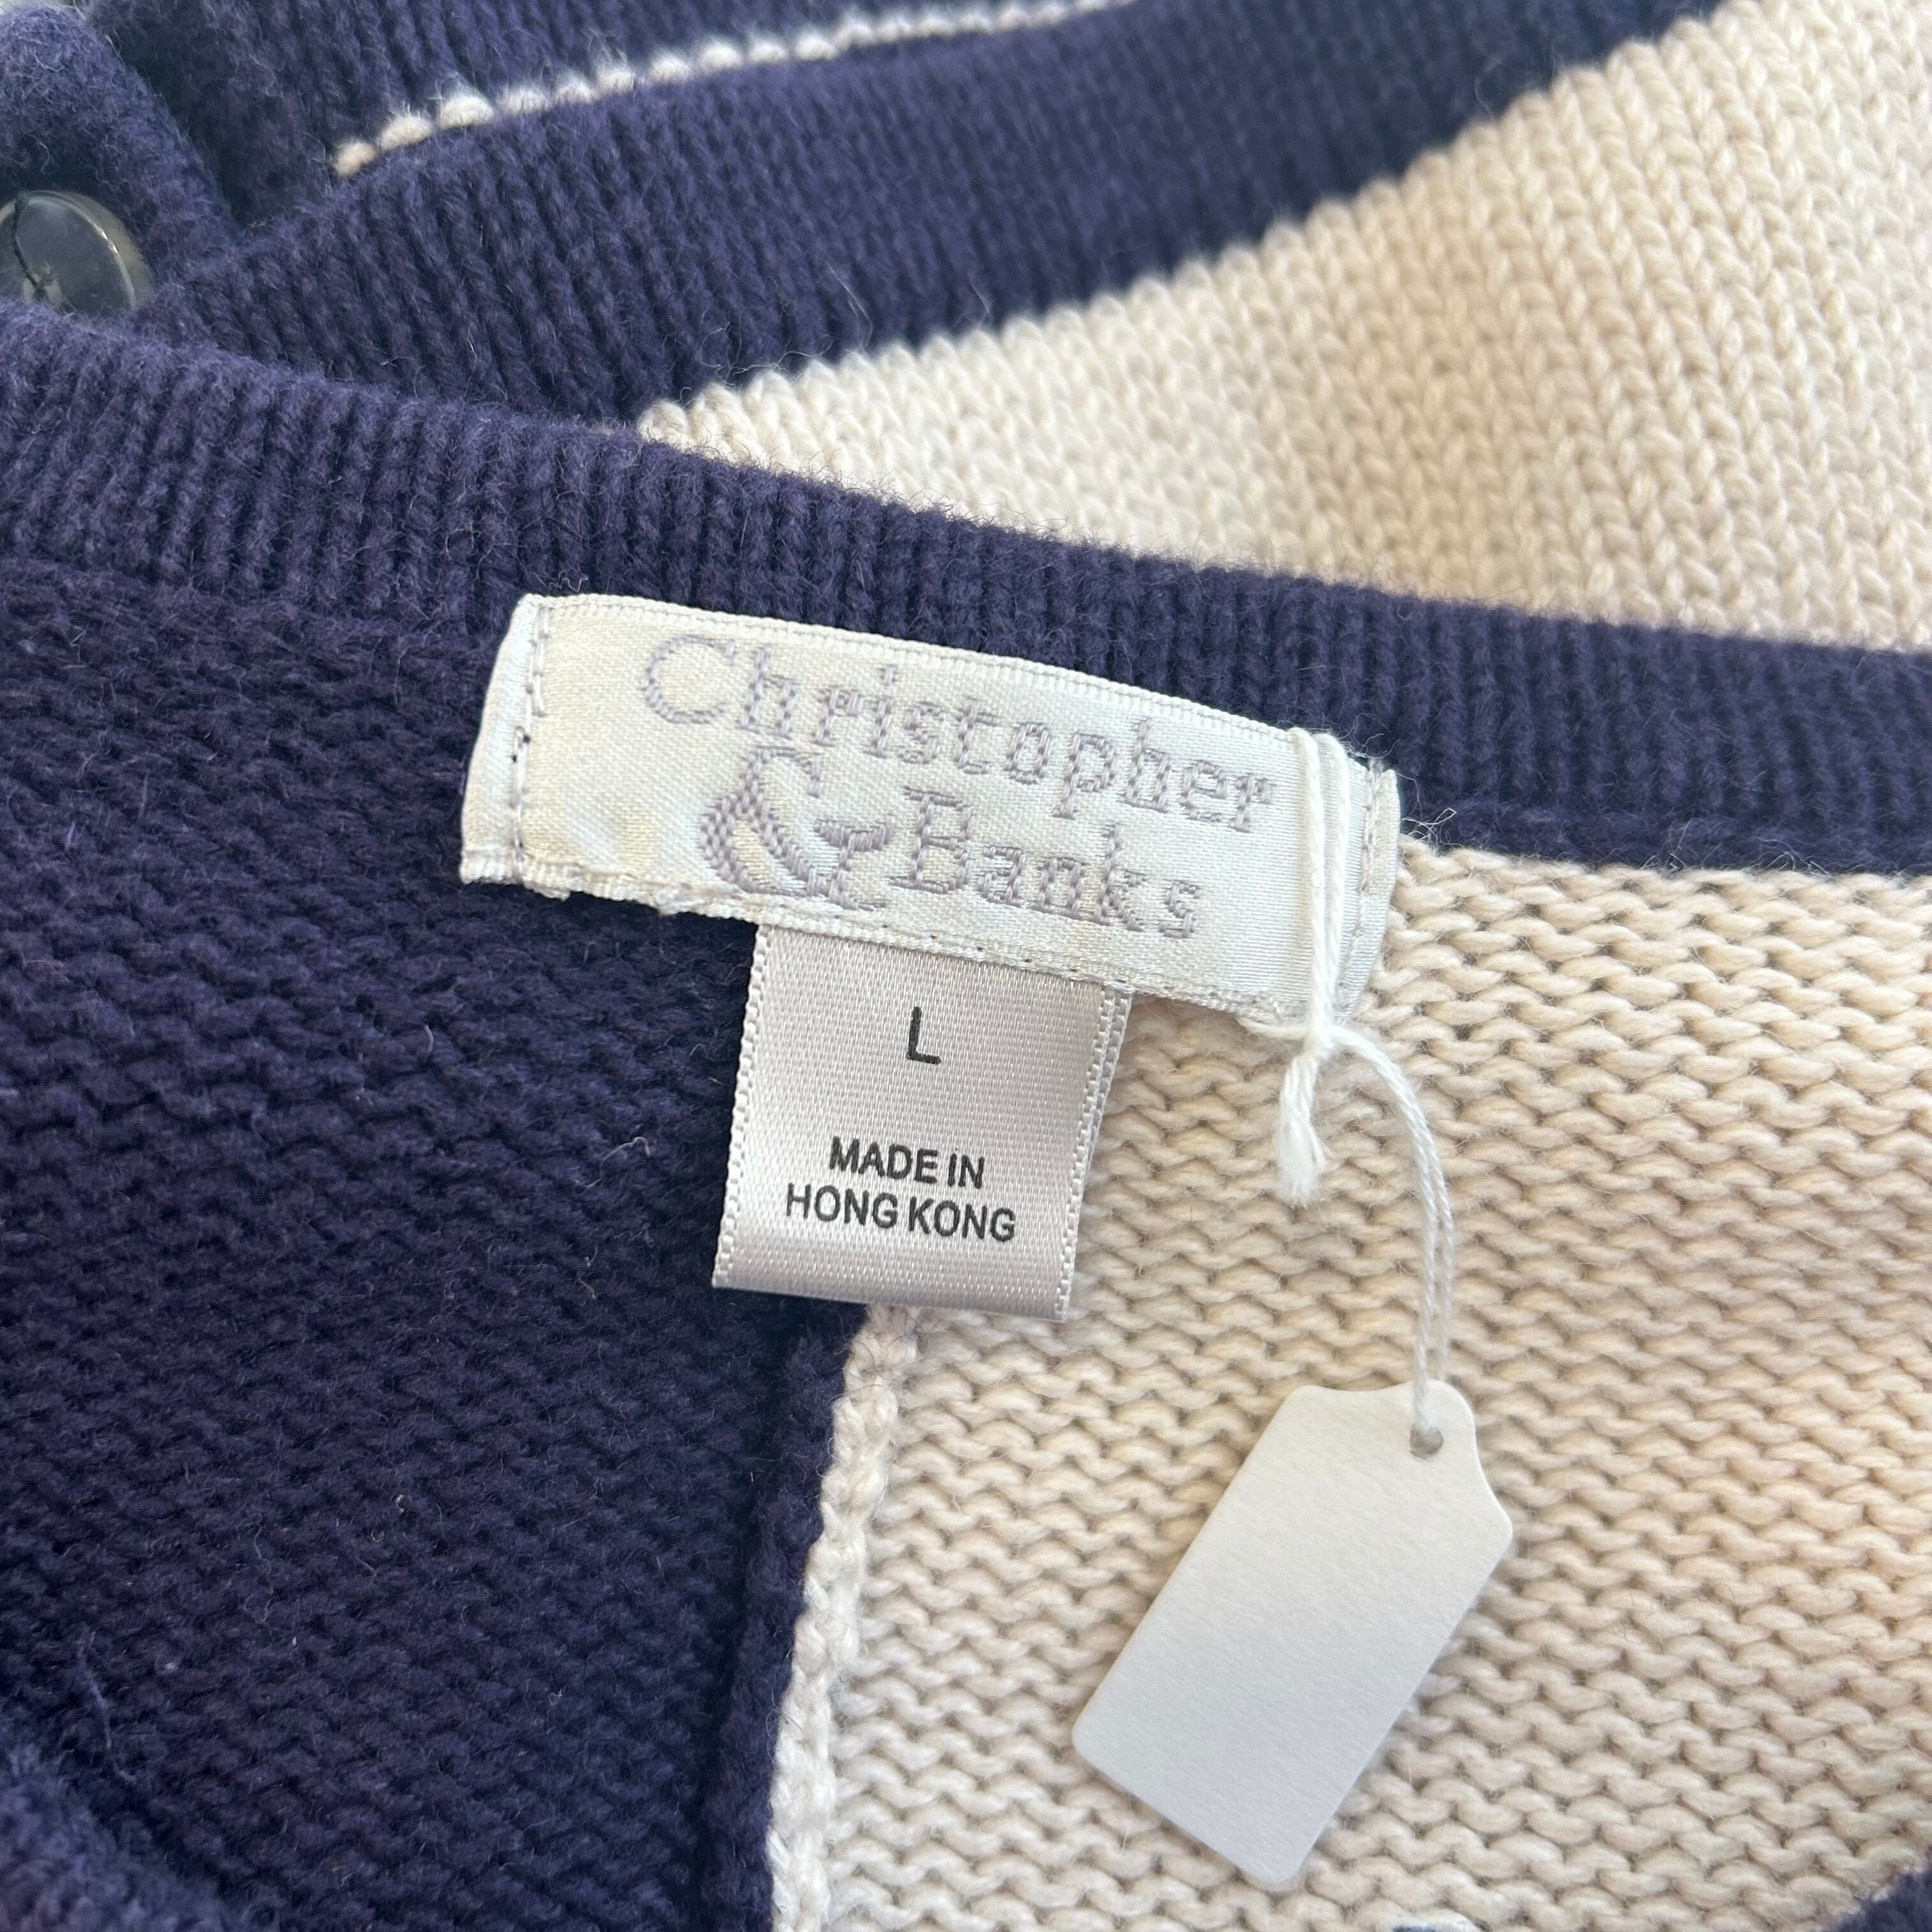 Christopher
& Banks
L
MADE IN
HONG KONG